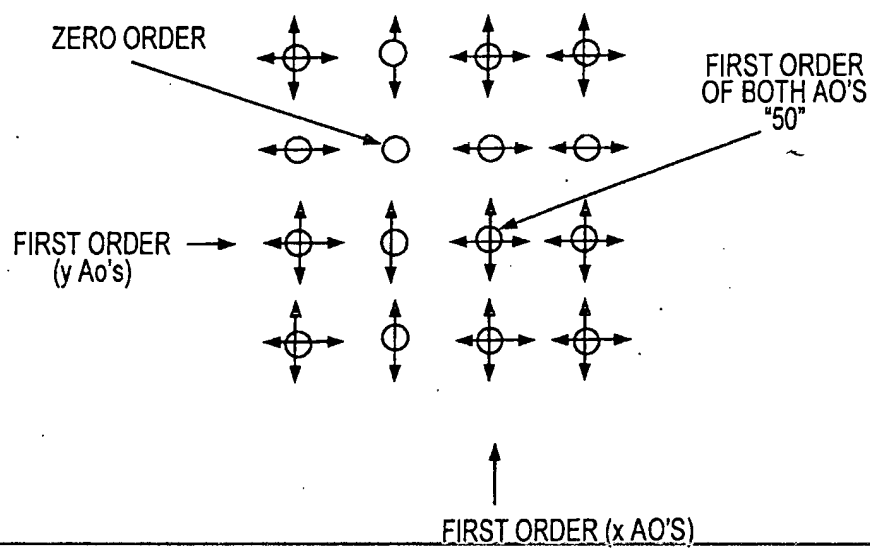 ZERO ORDER
FIRST ORDER
OF BOTH AO'S
"50"
FIRST ORDER
(y Ao's)
FIRST ORDER (x AO'S)